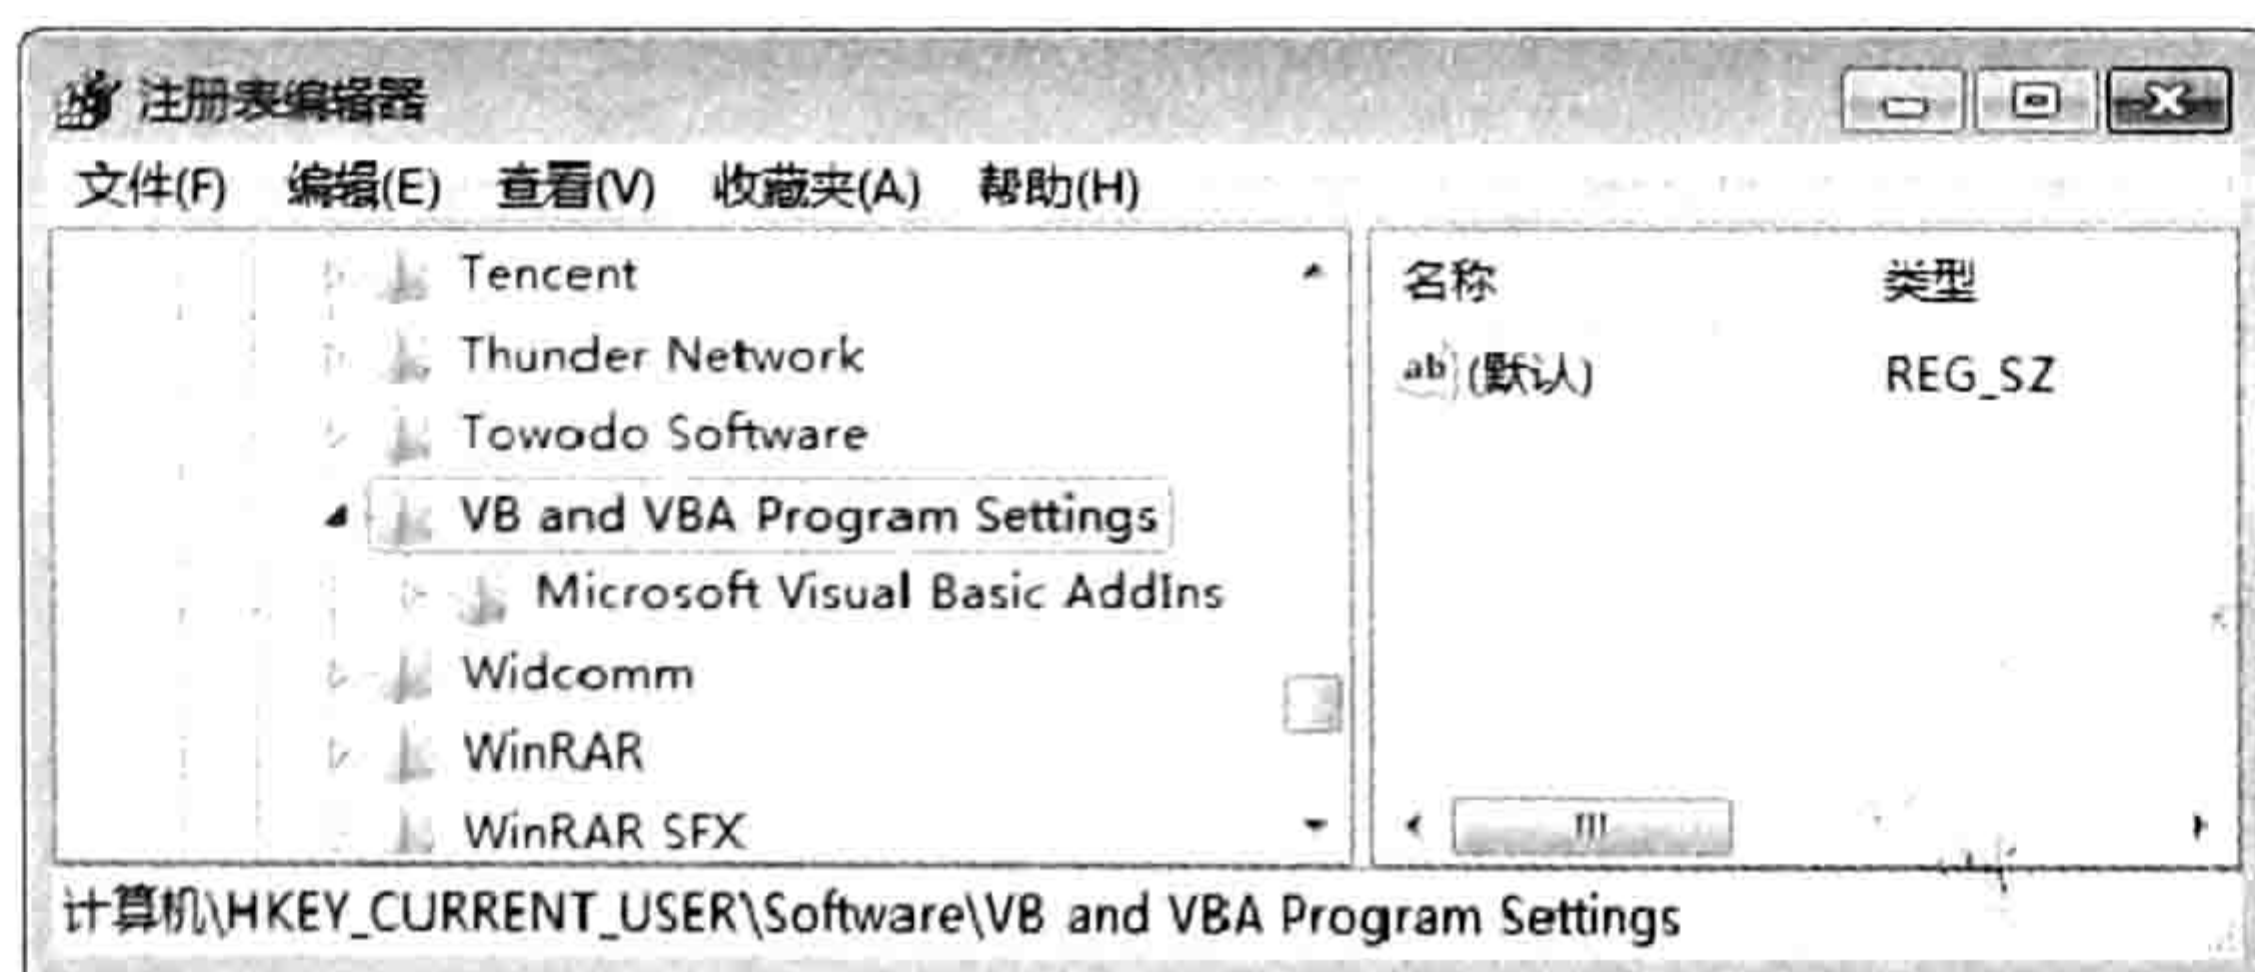 注册表编辑器
文件(F) 编辑(E) 查看(V) 收藏夹(A) 帮助(H)
Tencent
Thunder Network
Towodo Software
VB and VBA Program Settings
Microsoft Visual Basic AddIns
Widcomm
WinRAR
WinRAR SFX
名称 类型
ab (默认) REG_SZ
计算机\HKEY_CURRENT_USER\Software\VB and VBA Program Settings